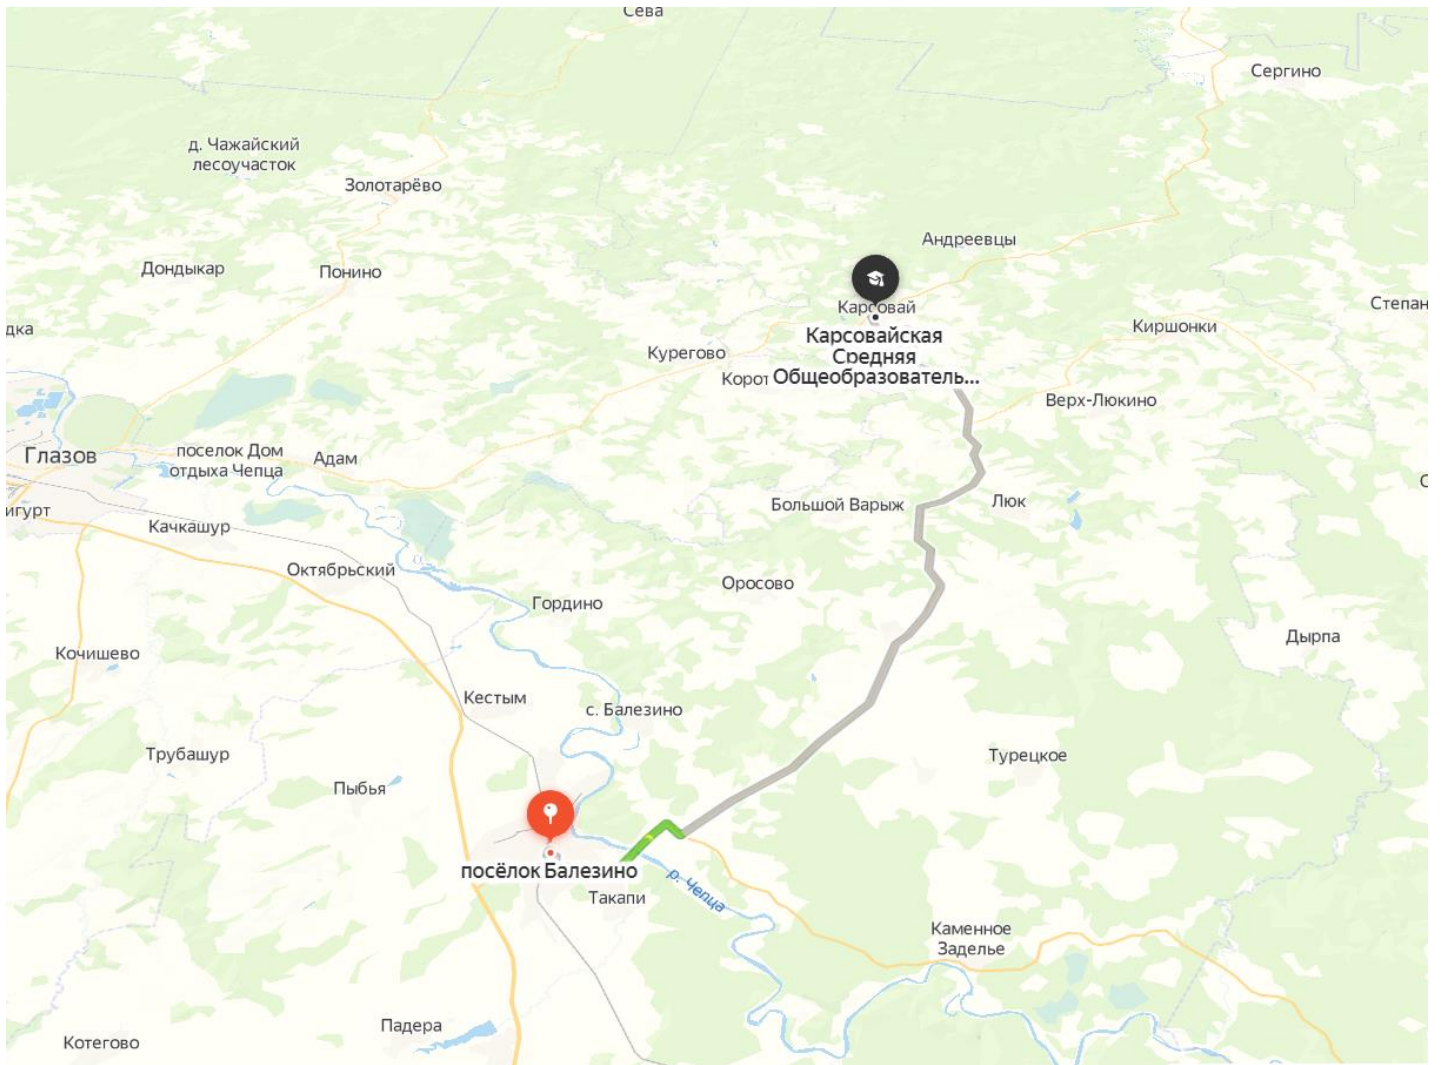 Сева
Сергино
д. Чажайский
лесоучасток
Золотарёво
Андреевцы
Дондыкар
Понино
Карсовай
Степан
дка
Киршонки
Карсовайская
Средняя
Общеобразователь...
Курегово
Корот
Верх-Люкино
Глазов
поселок Дом
отдыха Чепца
Адам
игурт
Качкашур
Большой Варыж
Люк
Октябрьский
Оросово
Гордино
Дырпа
Кочишево
Кестым
с. Балезино
Трубашур
Турецкое
Пыбья
посёлок Балезино
Такапи
р. Чепца
Каменное
Заделье
Падера
Котегово